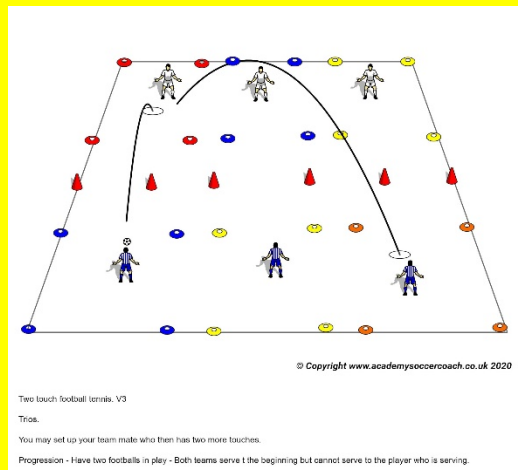 © Copyright www.academysoccercoach.co.uk 2020
Two touch football tennis. V3
Trios.
You may set up your team mate who then has two more touches.
Progression - Have two footballs in play - Both teams serve t the beginning but cannot serve to the player who is serving.